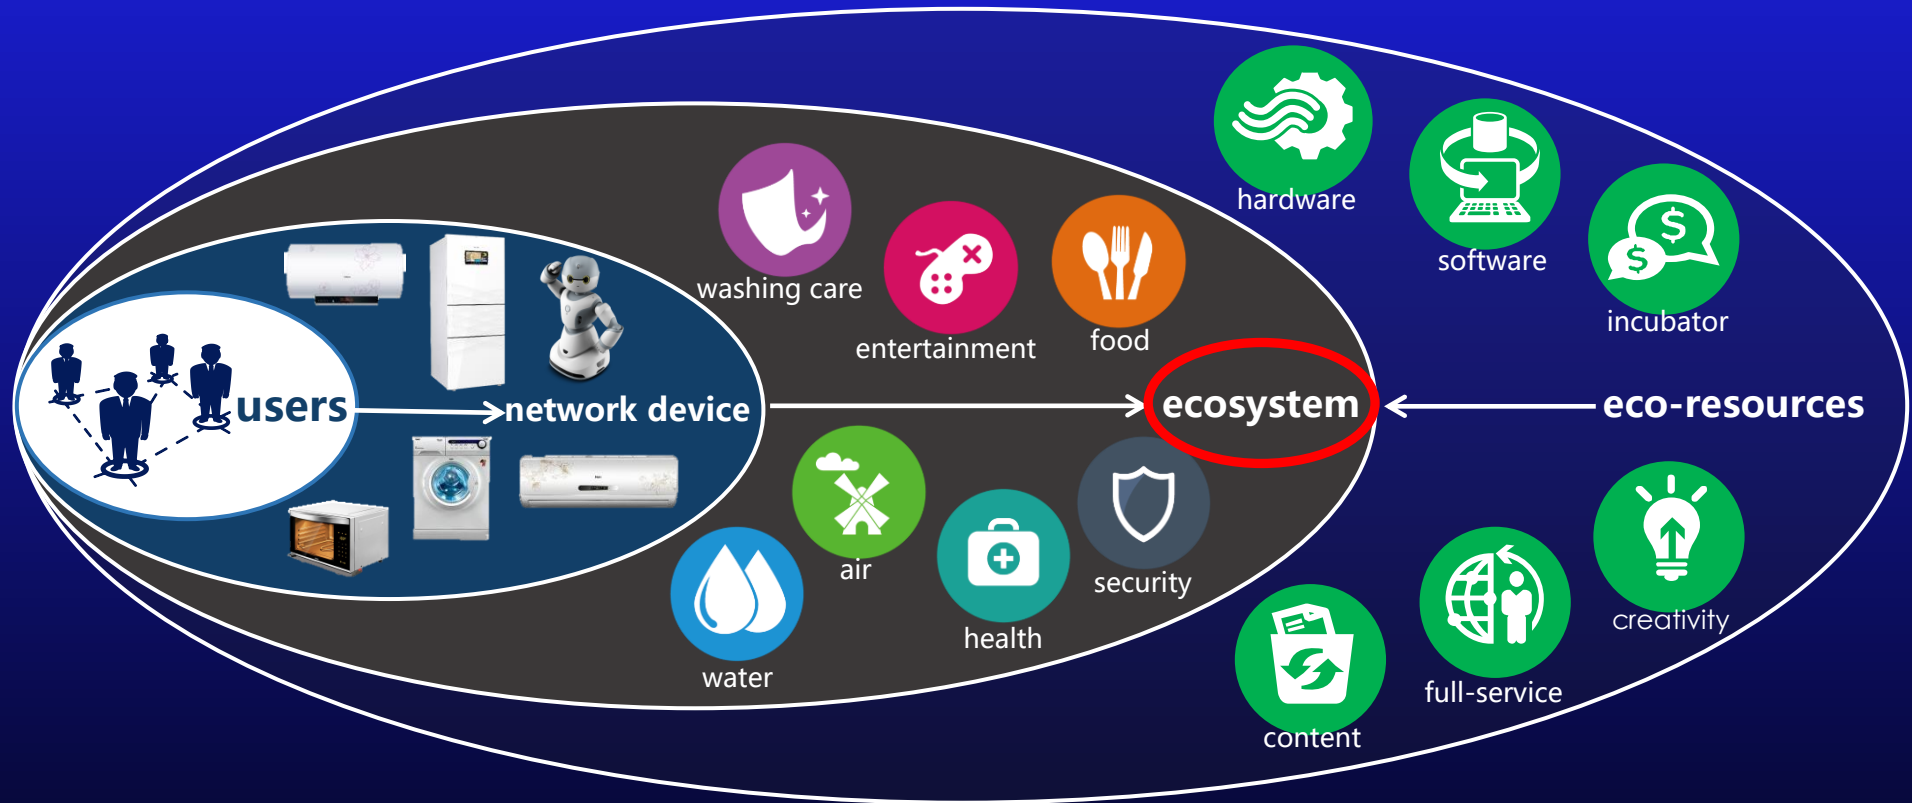 hardware
software
incubator
washing care
entertainment
food
users
network device
ecosystem
eco-resources
air
water
health
security
creativity
full-service
content
$
$